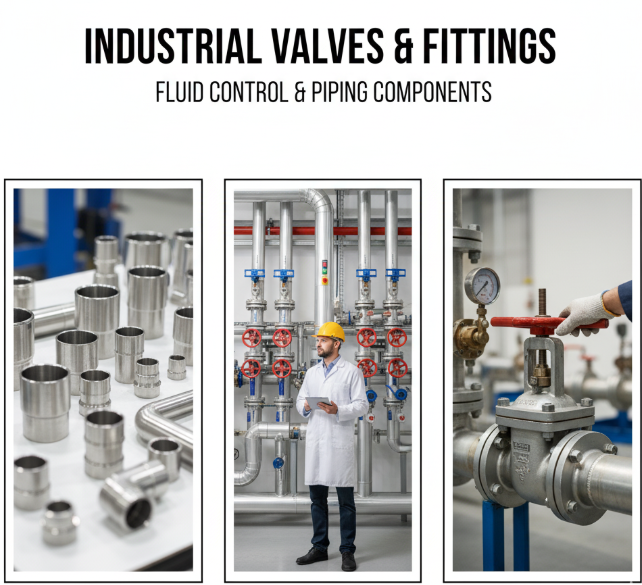 INDUSTRIAL VALVES & FITTINGS
FLUID CONTROL & PIPING COMPONENTS